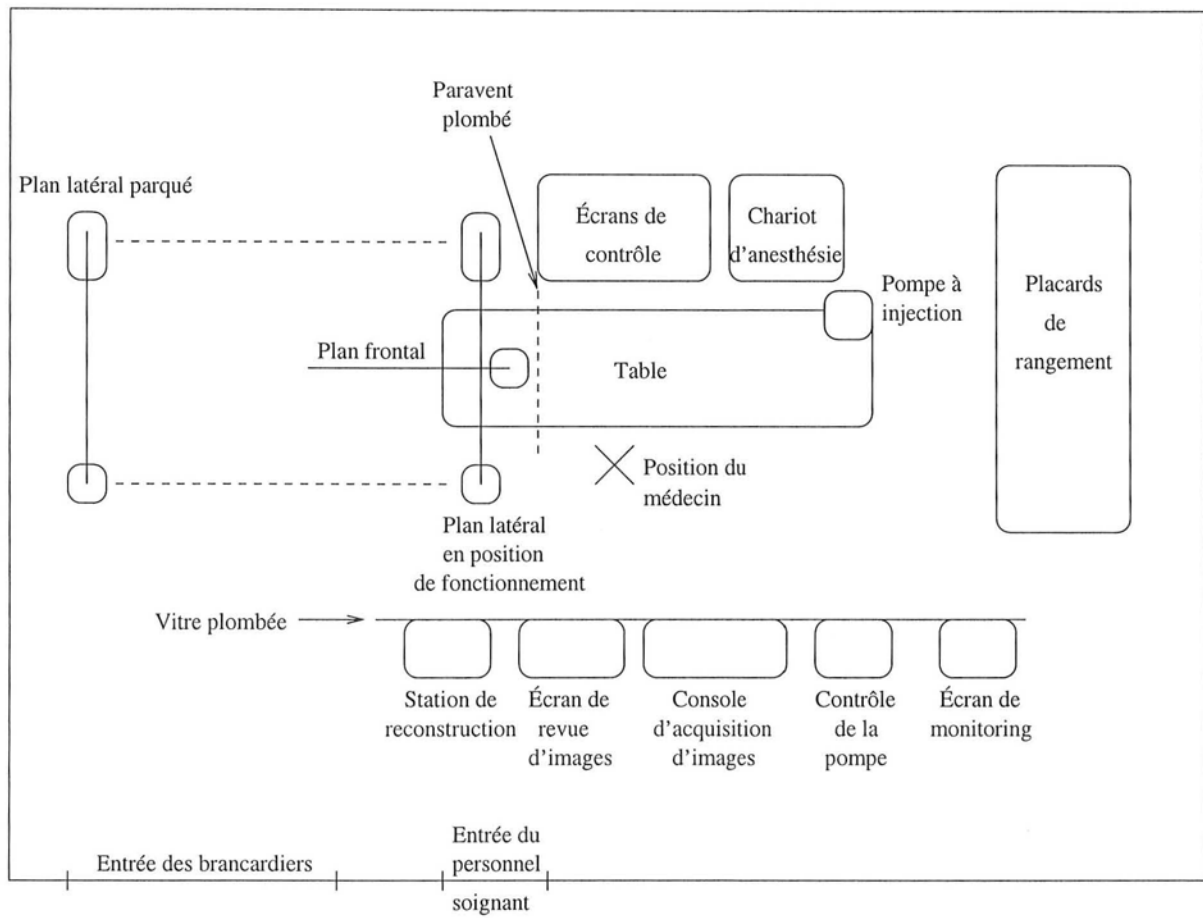 Paravent
plombé
Plan latéral parqué
Écrans de
contrôle
Chariot
d'anesthésie
Pompe à
injection
Placards
de
rangement
Plan frontal
Table
Position du
médecin
Plan latéral
en position
de fonctionnement
Vitre plombée
Station de
reconstruction
Écran de
revue
d'images
Console
d'acquisition
d'images
Contrôle
de la
pompe
Écran de
monitoring
Entrée des brancardiers
Entrée du
personnel
soignant